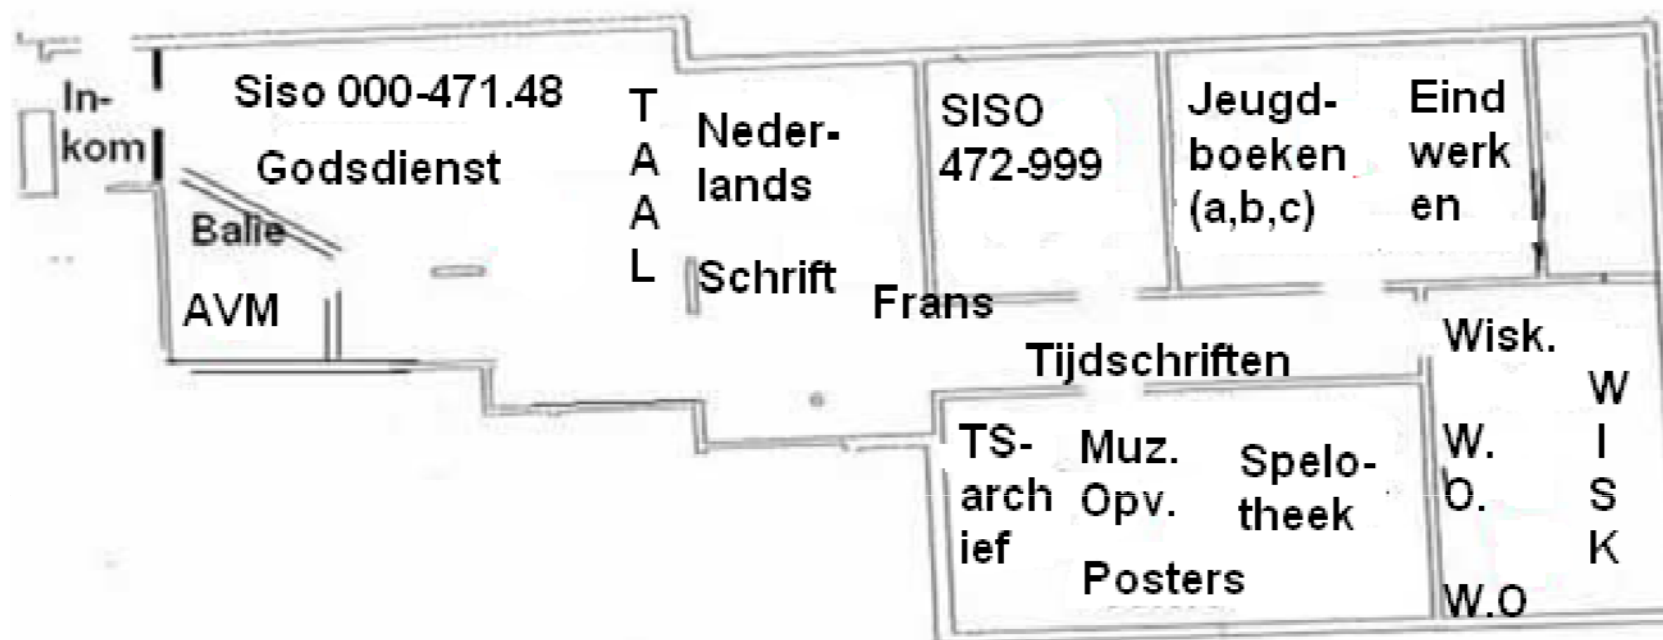 In-
kom
Siso 000-471.48
Godsdienst
Balie
AVM
T
A
A
L
Neder-
lands
Schrift
Frans
SISO
472-999
Jeugd-
boeken
(a,b,c)
Eind
werk
en
Tijdschriften
TS-
arch
ief
Muz.
Opv.
Spelo-
theek
Posters
Wisk.
W.
O.
W.O
W
I
S
K